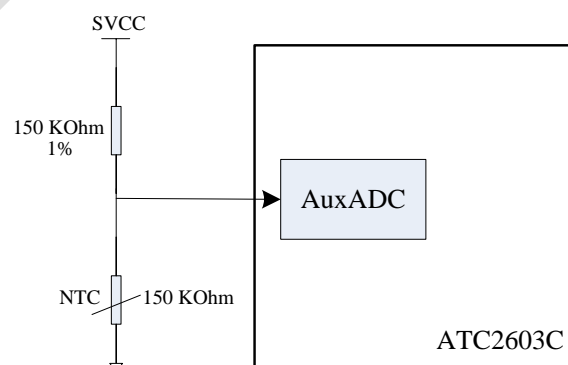 SVCC
150 KOhm
1%
AuxADC
NTC 150 KOhm
ATC2603C